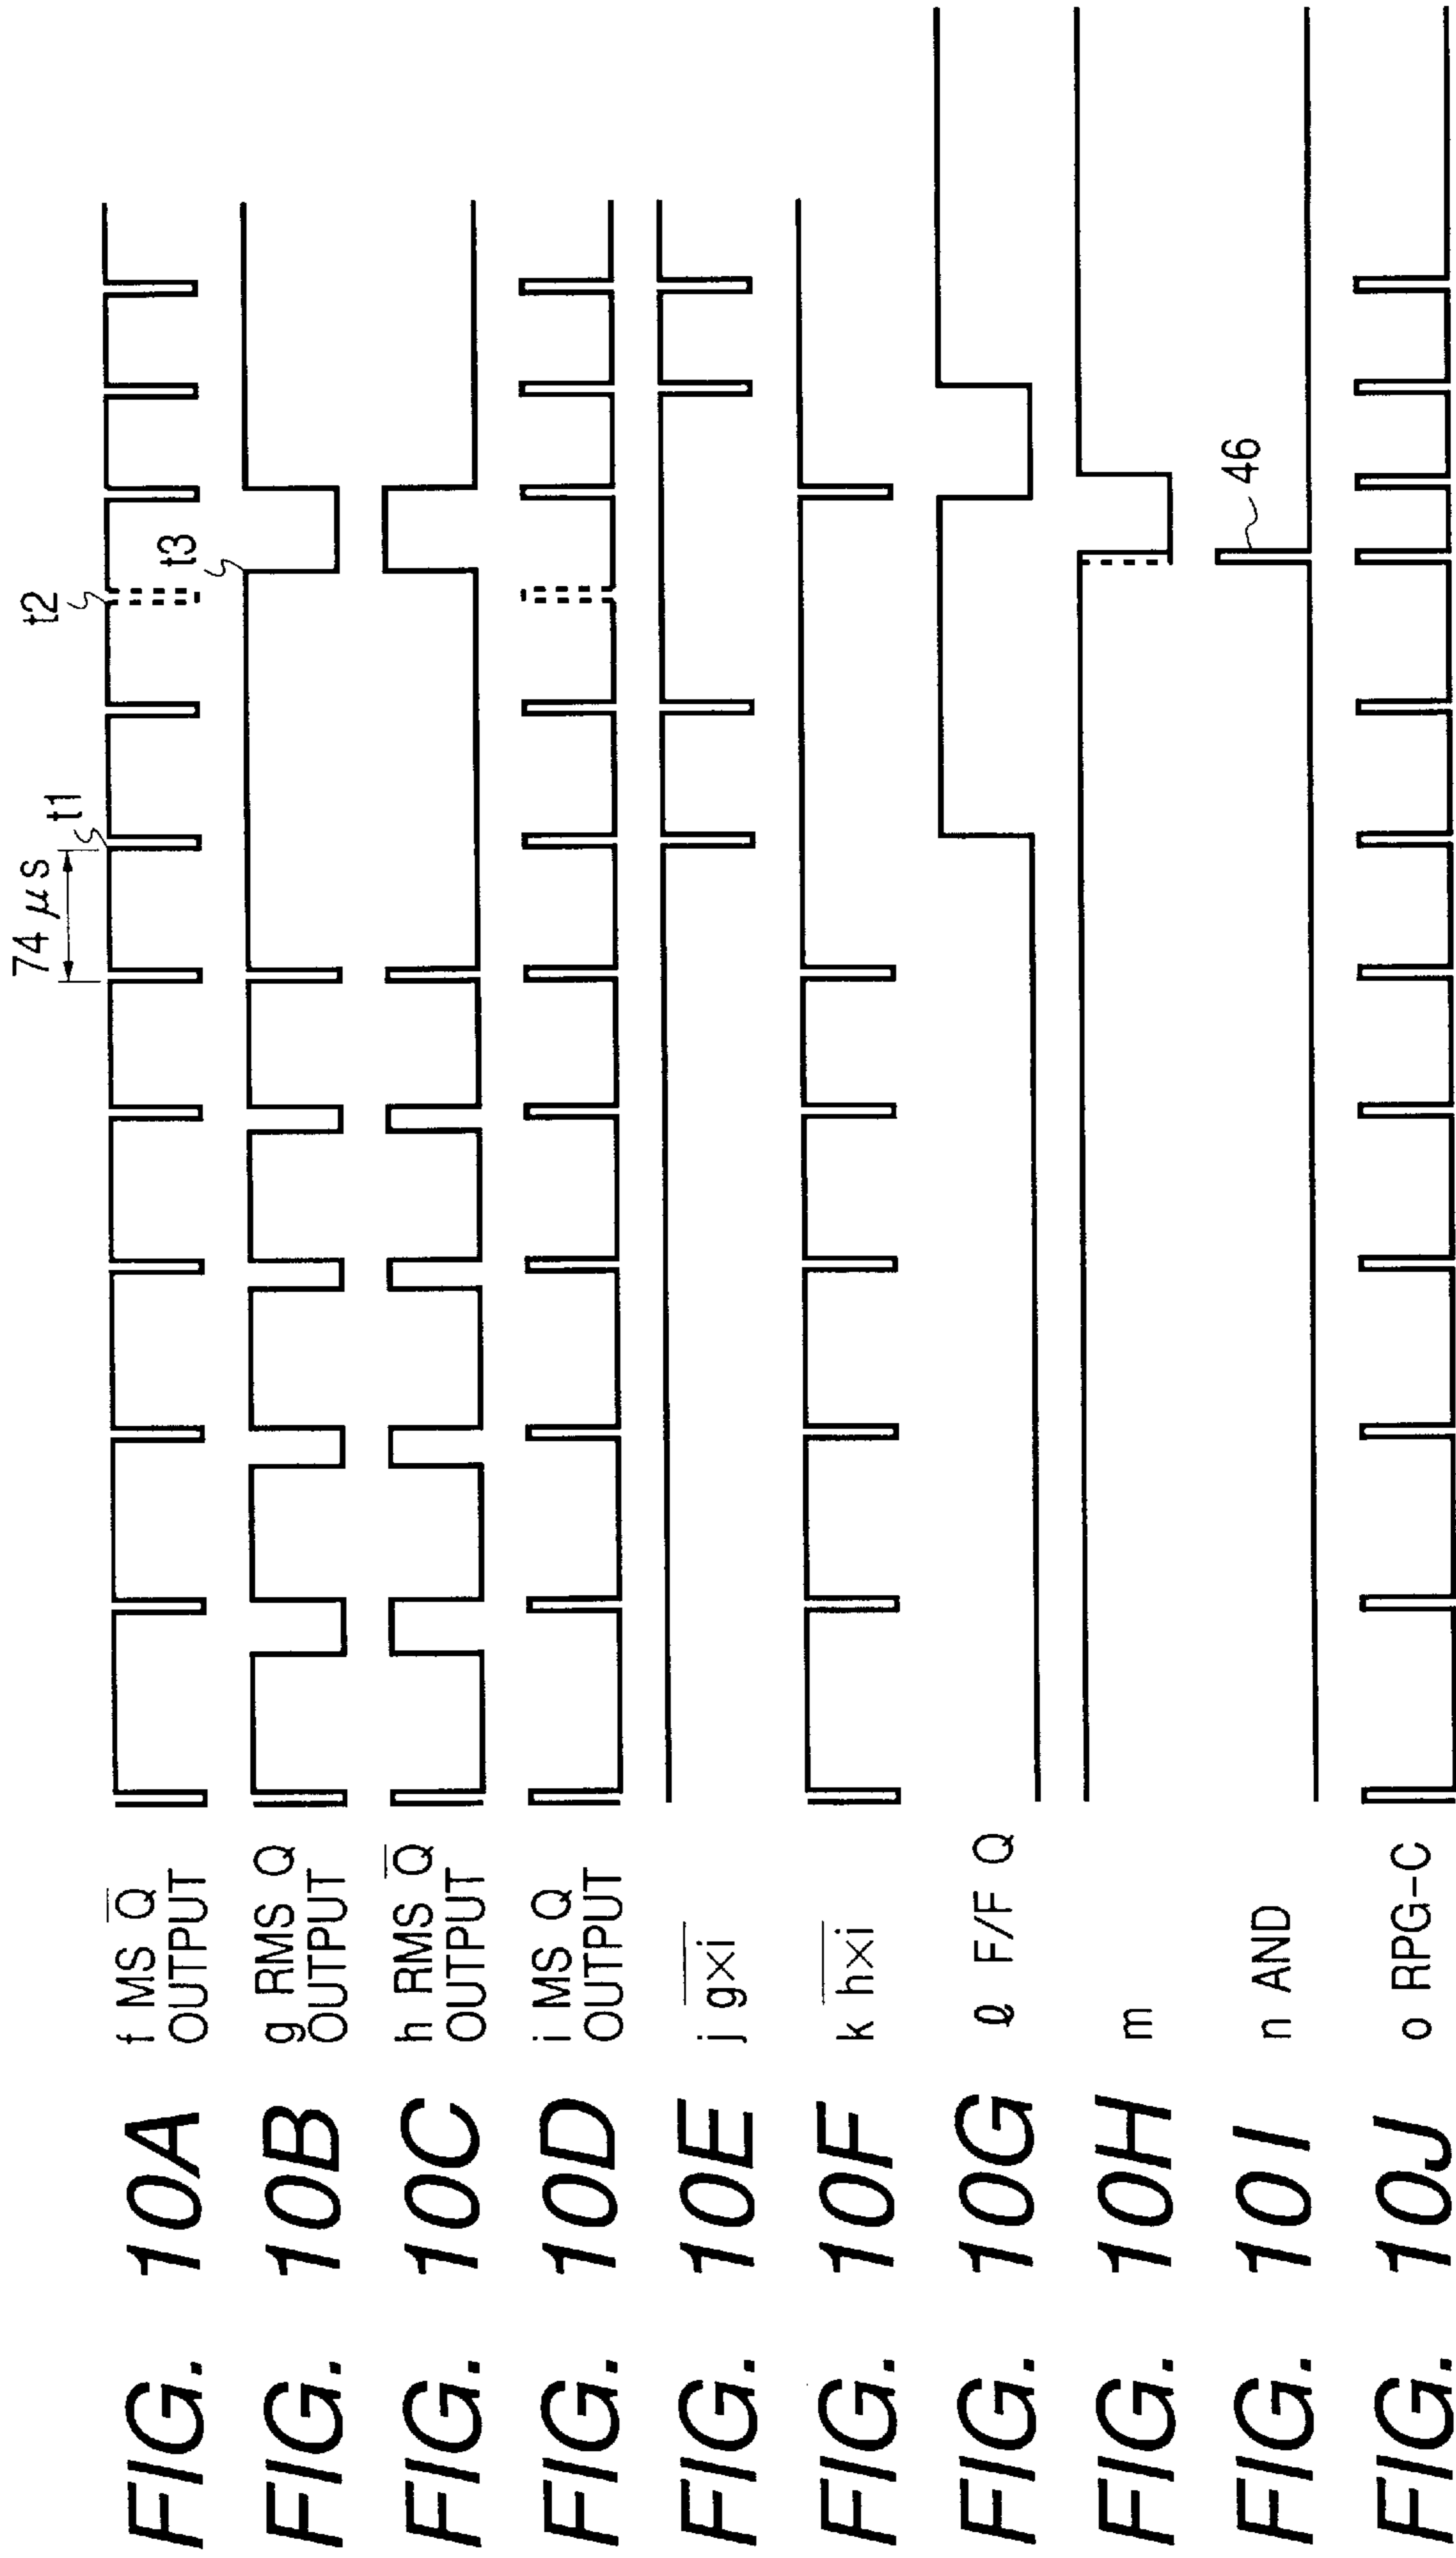 74 μs
t1
t2
t3
FIG. 10A f MS Q̅
OUTPUT
FIG. 10B g RMS Q
OUTPUT
FIG. 10C h RMS Q̅
OUTPUT
FIG. 10D i MS Q
OUTPUT
FIG. 10E j g̅×̅i̅
FIG. 10F k h̅×̅i̅
FIG. 10G ℓ F/F Q
FIG. 10H m
FIG. 10I n AND
46
FIG. 10J o RPG-C